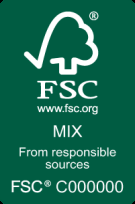 ®
FSC
www.fsc.org
MIX
From responsible
sources
FSC® C000000